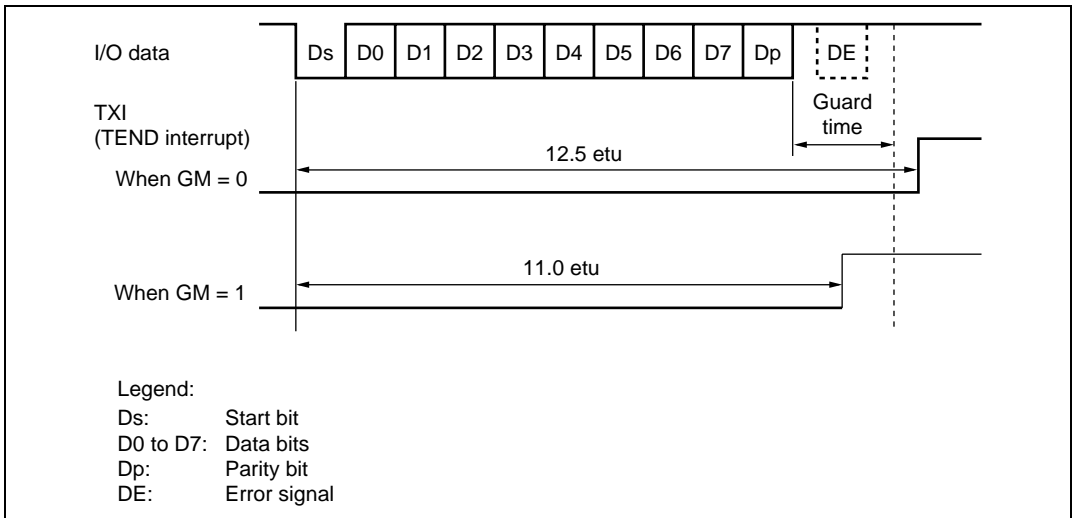 I/O data
Ds D0 D1 D2 D3 D4 D5 D6 D7 Dp DE
TXI
(TEND interrupt)
Guard
time
12.5 etu
When GM = 0
11.0 etu
When GM = 1
Legend:
Ds: Start bit
D0 to D7: Data bits
Dp: Parity bit
DE: Error signal